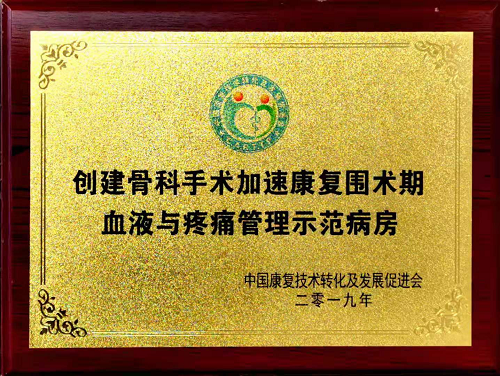 创建骨科手术加速康复围术期
血液与疼痛管理示范病房
中国康复技术转化及发展促进会
二零一九年